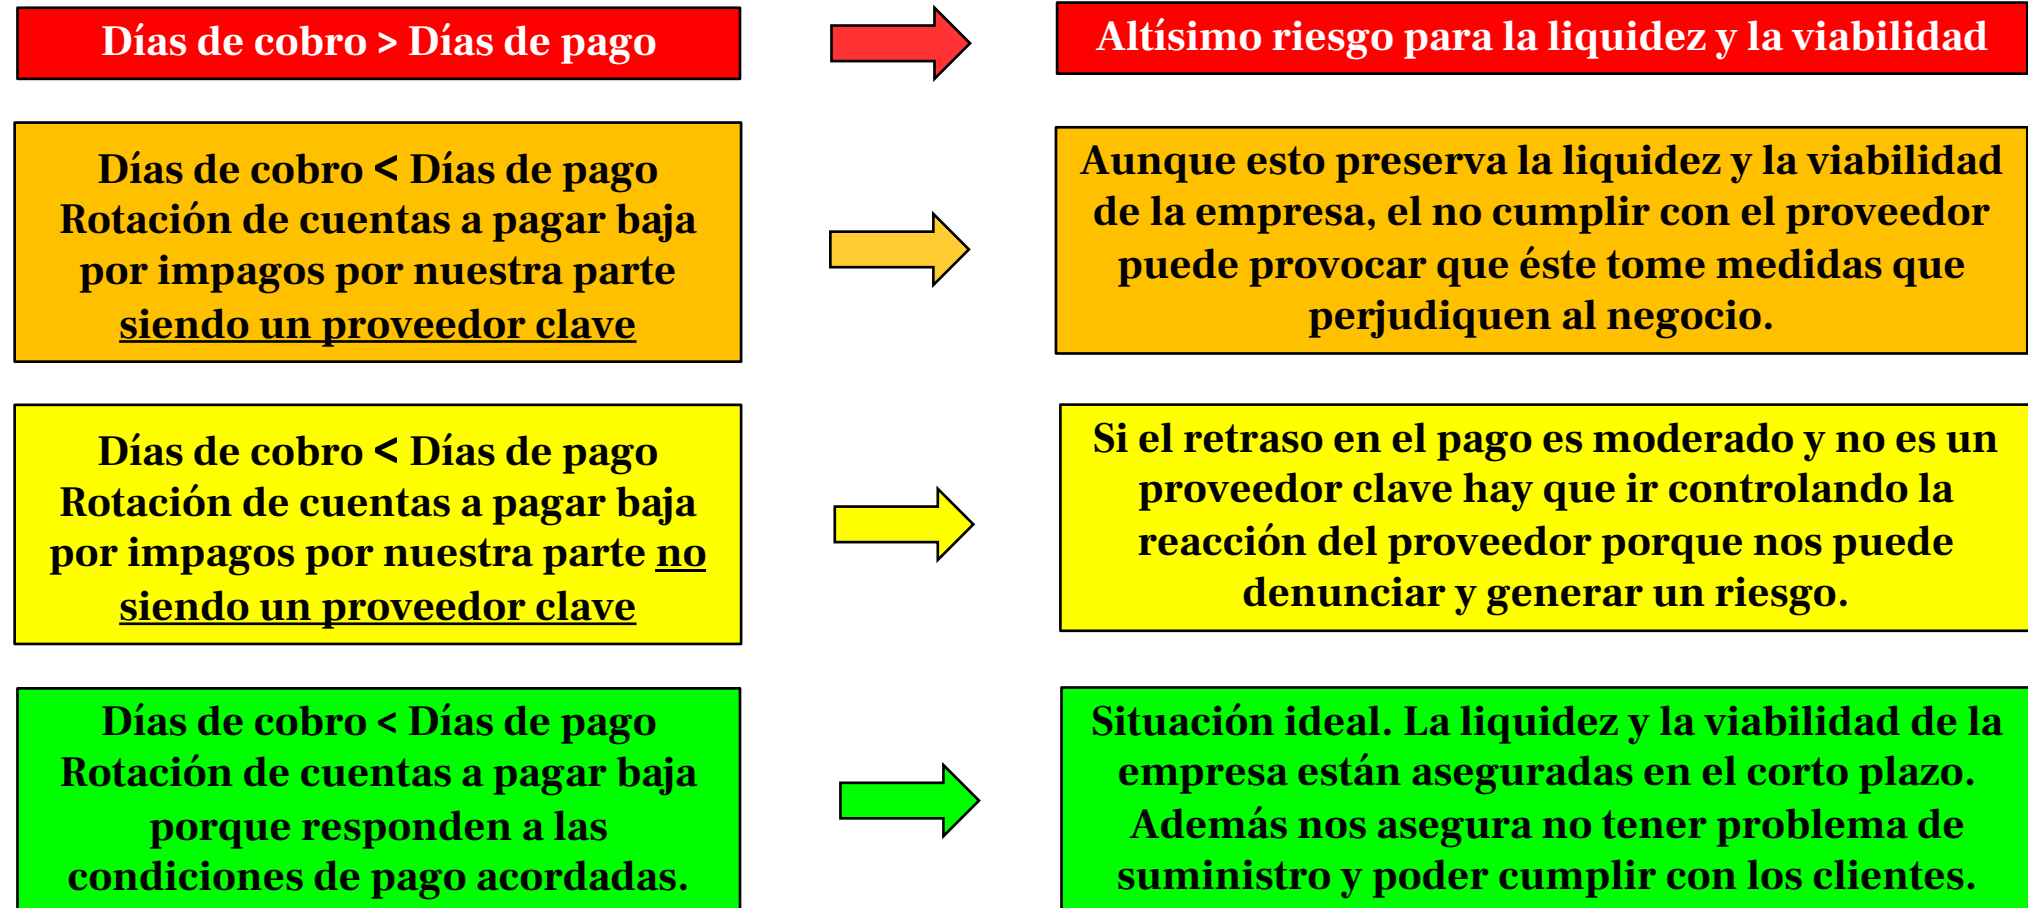 Días de cobro > Días de pago
Altísimo riesgo para la liquidez y la viabilidad
Días de cobro < Días de pago
Rotación de cuentas a pagar baja
por impagos por nuestra parte
siendo un proveedor clave
Aunque esto preserva la liquidez y la viabilidad
de la empresa, el no cumplir con el proveedor
puede provocar que éste tome medidas que
perjudiquen al negocio.
Días de cobro < Días de pago
Rotación de cuentas a pagar baja
por impagos por nuestra parte no
siendo un proveedor clave
Si el retraso en el pago es moderado y no es un
proveedor clave hay que ir controlando la
reacción del proveedor porque nos puede
denunciar y generar un riesgo.
Días de cobro < Días de pago
Rotación de cuentas a pagar baja
porque responden a las
condiciones de pago acordadas.
Situación ideal. La liquidez y la viabilidad de la
empresa están aseguradas en el corto plazo.
Además nos asegura no tener problema de
suministro y poder cumplir con los clientes.